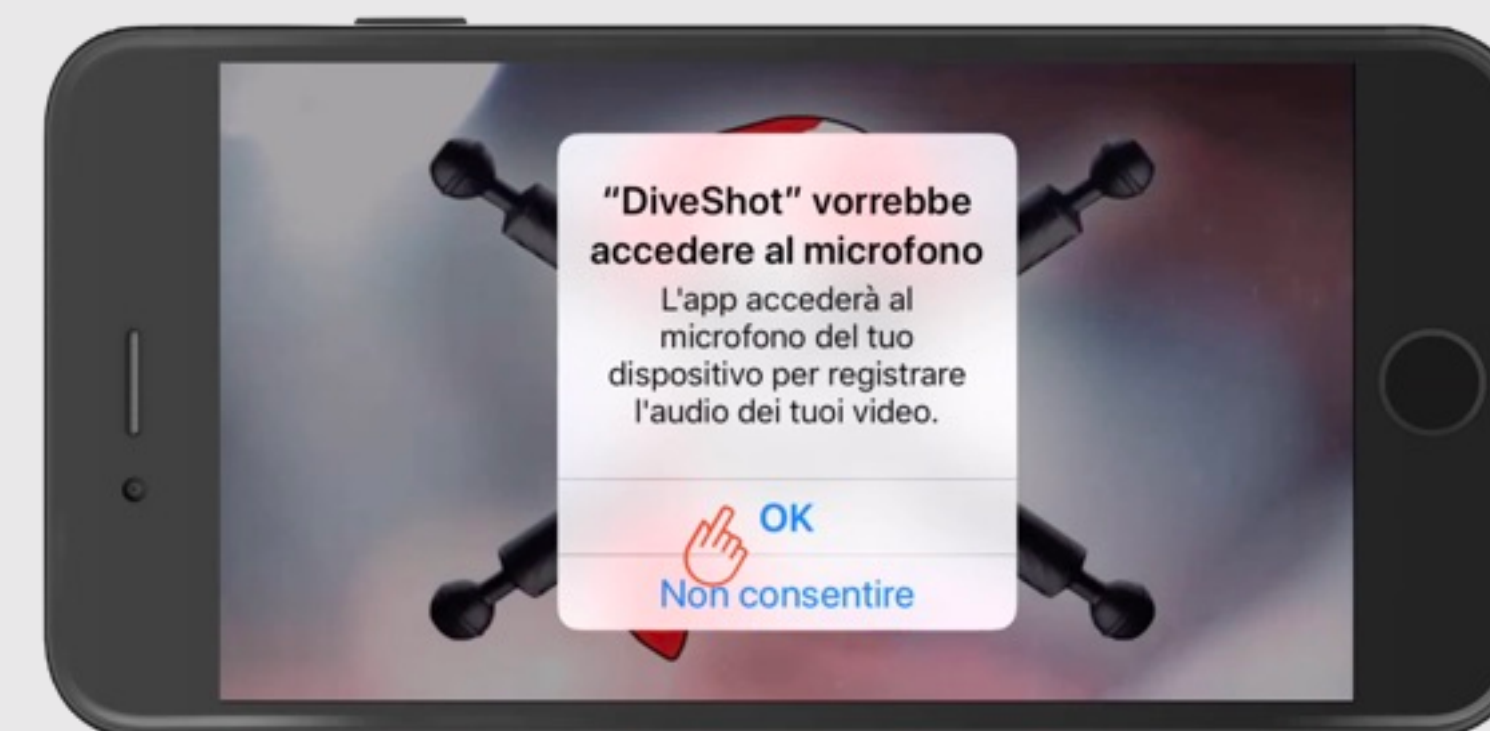 "DiveShot" vorrebbe
accedere al microfono
L'app accederà al
microfono del tuo
dispositivo per registrare
l'audio dei tuoi video.
OK
Non consentire